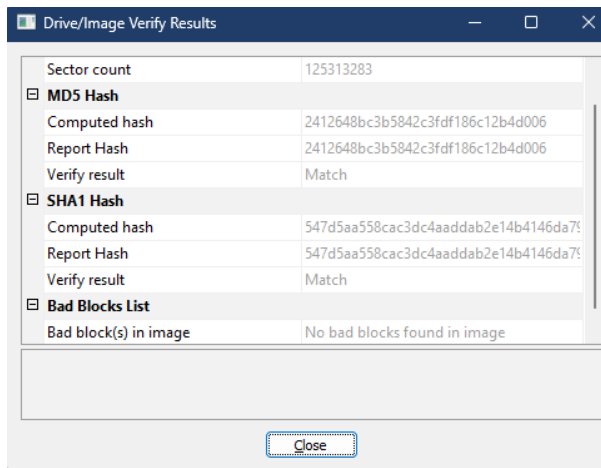 Drive/Image Verify Results
Sector count 125313283
MD5 Hash
Computed hash 2412648bc3b5842c3fdf186c12b4d006
Report Hash 2412648bc3b5842c3fdf186c12b4d006
Verify result Match
SHA1 Hash
Computed hash 547d5aa558cac3dc4aaddab2e14b4146da79
Report Hash 547d5aa558cac3dc4aaddab2e14b4146da79
Verify result Match
Bad Blocks List
Bad block(s) in image No bad blocks found in image
Close